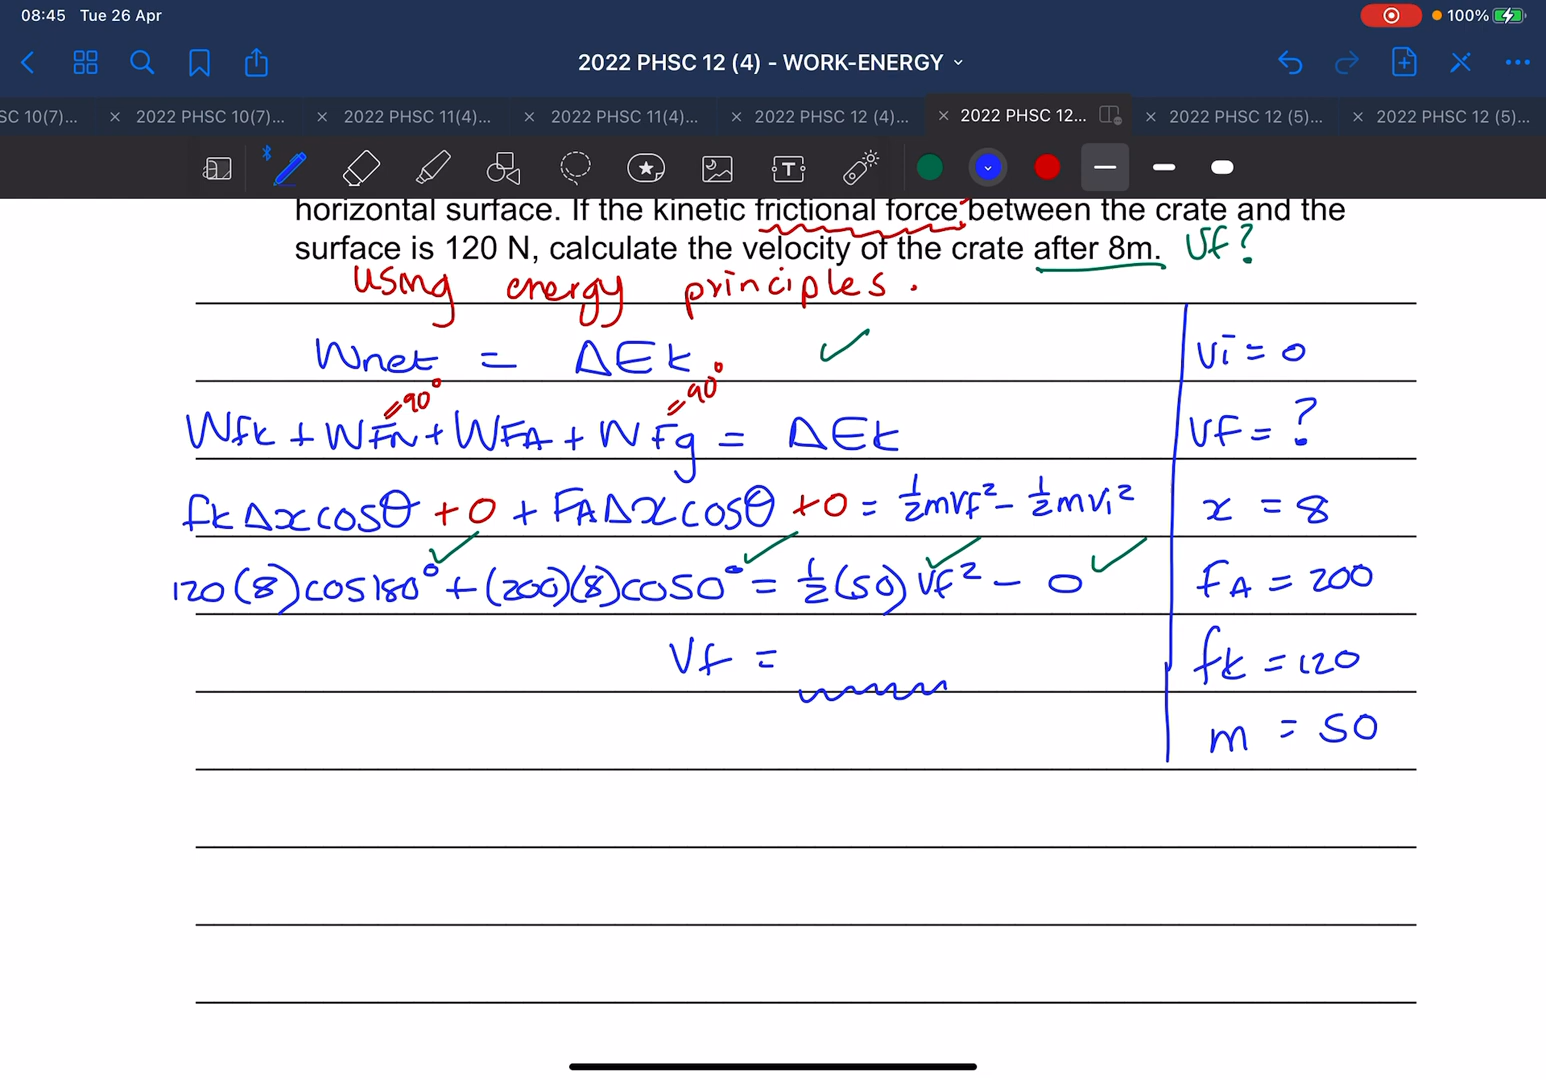 08:45 Tue 26 Apr 100%
2022 PHSC 12 (4) - WORK-ENERGY
SC 10(7)... × 2022 PHSC 10(7)... × 2022 PHSC 11(4)... × 2022 PHSC 11(4)... × 2022 PHSC 12 (4)... × 2022 PHSC 12... × 2022 PHSC 12 (5)... × 2022 PHSC 12 (5)...
T
horizontal surface. If the kinetic frictional force between the crate and the
surface is 120 N, calculate the velocity of the crate after 8m. Vf?
Using energy principles.
Wnet = ΔEk
Vi = 0
=90° =90°
Wfk + WFN + WFA + WFg = ΔEk
Vf = ?
fkΔxcosθ +0 + FAΔxcosθ +0 = ½mvf² - ½mvi²
x = 8
120(8)cos180° + (200)(8)cos0° = ½(50)vf² - 0
FA = 200
Vf =
fk = 120
m = 50